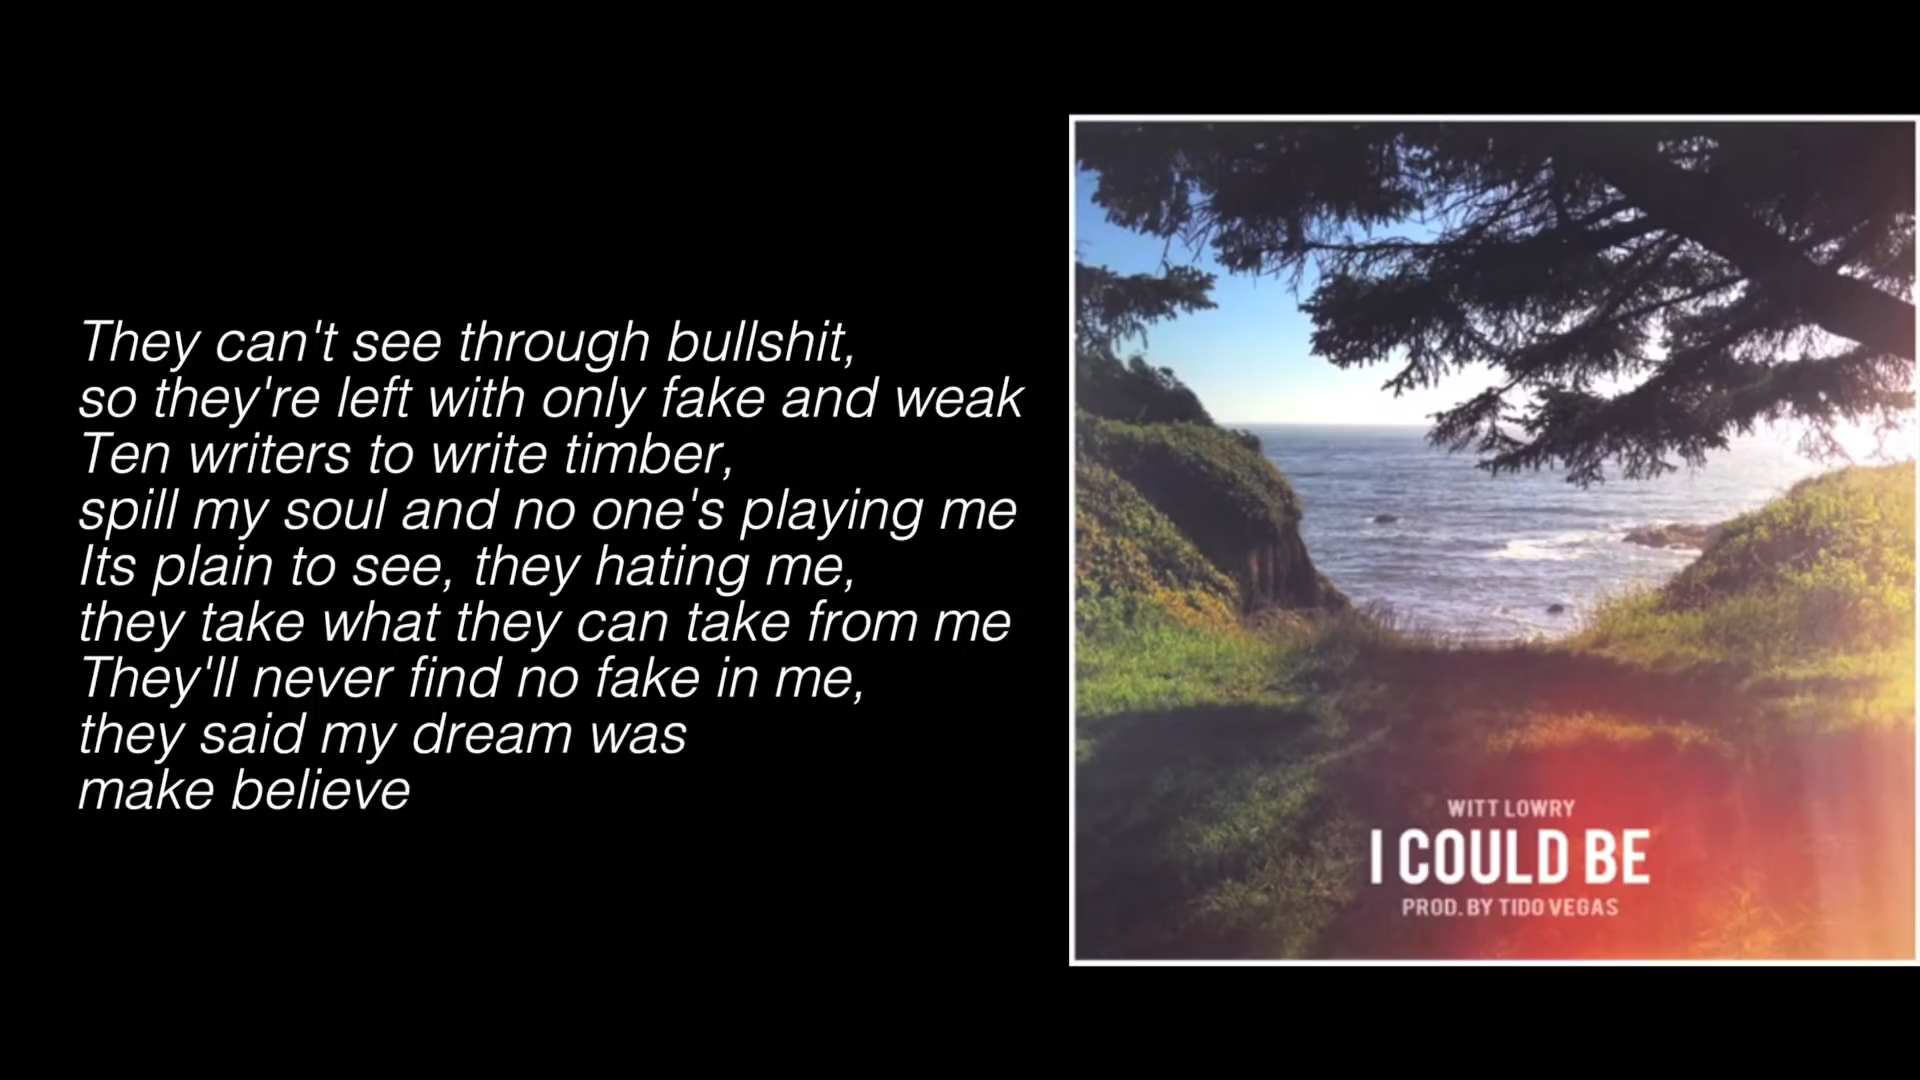 They can't see through bullshit,
so they're left with only fake and weak
Ten writers to write timber,
spill my soul and no one's playing me
Its plain to see, they hating me,
they take what they can take from me
They'll never find no fake in me,
they said my dream was
make believe
WITT LOWRY
I COULD BE
PROD. BY TIDO VEGAS